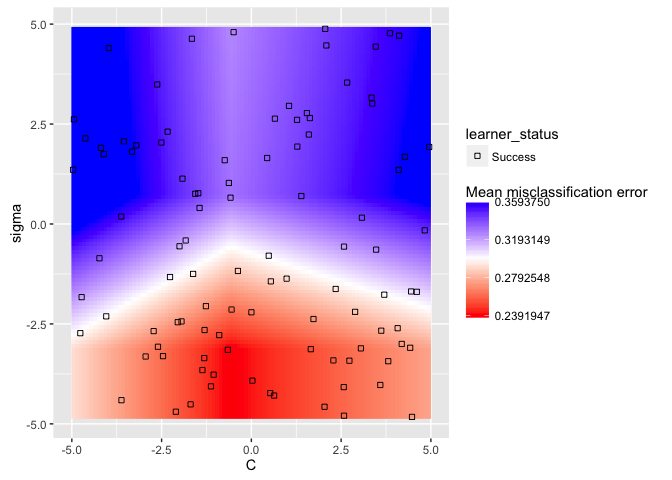 5.0
2.5
0.0
-2.5
-5.0
sigma
-5.0 -2.5 0.0 2.5 5.0
C
learner_status
Success
Mean misclassification error
0.3593750
0.3193149
0.2792548
0.2391947